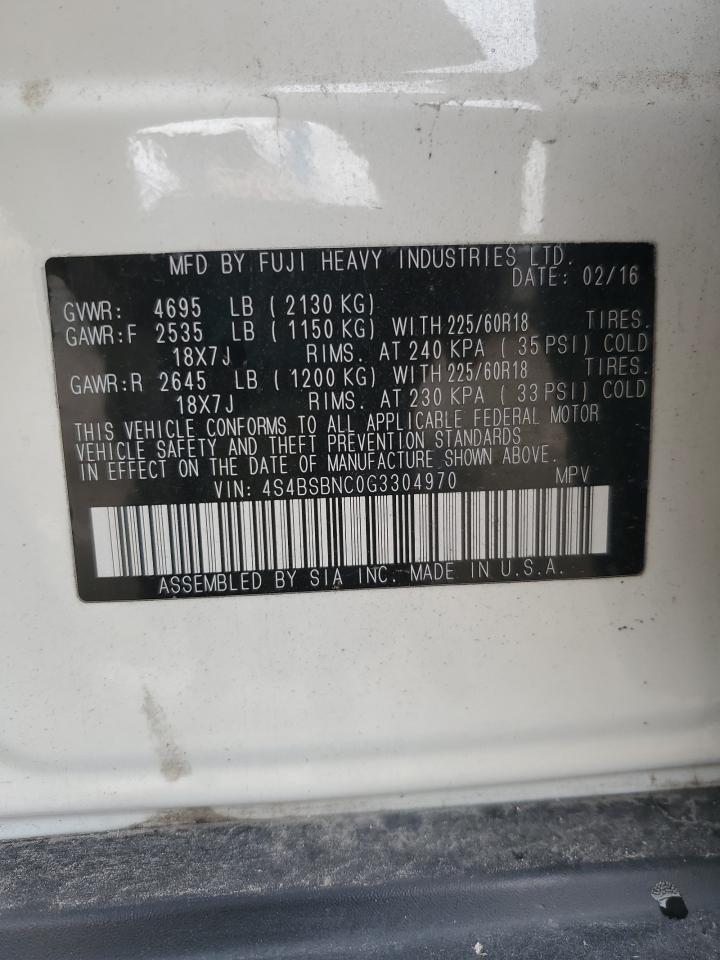 MFD BY FUJI HEAVY INDUSTRIES LTD.
DATE: 02/16
GVWR: 4695 LB ( 2130 KG)
GAWR:F 2535 LB ( 1150 KG) WITH 225/60R18 TIRES.
18X7J RIMS. AT 240 KPA ( 35 PSI) COLD
GAWR:R 2645 LB ( 1200 KG) WITH 225/60R18 TIRES.
18X7J RIMS. AT 230 KPA ( 33 PSI) COLD
THIS VEHICLE CONFORMS TO ALL APPLICABLE FEDERAL MOTOR
VEHICLE SAFETY AND THEFT PREVENTION STANDARDS
IN EFFECT ON THE DATE OF MANUFACTURE SHOWN ABOVE.
VIN: 4S4BSBNC0G3304970 MPV
ASSEMBLED BY SIA INC. MADE IN U.S.A.